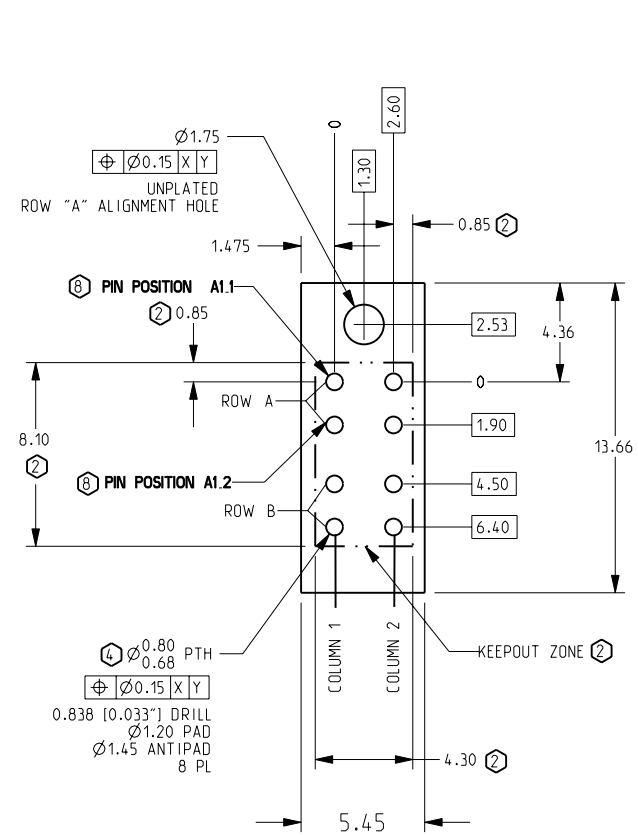 0
2.60
Ø1.75
⌖ Ø0.15 X Y
1.30
UNPLATED
ROW "A" ALIGNMENT HOLE
0.85 2
1.475
8 PIN POSITION A1.1
2 0.85
2.53
4.36
0
ROW A
1.90
8.10
2
13.66
8 PIN POSITION A1.2
4.50
ROW B
6.40
4 Ø0.80 PTH
0.68
COLUMN 1
COLUMN 2
KEEPOUT ZONE 2
⌖ Ø0.15 X Y
0.838 [0.033"] DRILL
Ø1.20 PAD
Ø1.45 ANTIPAD
8 PL
4.30 2
5.45